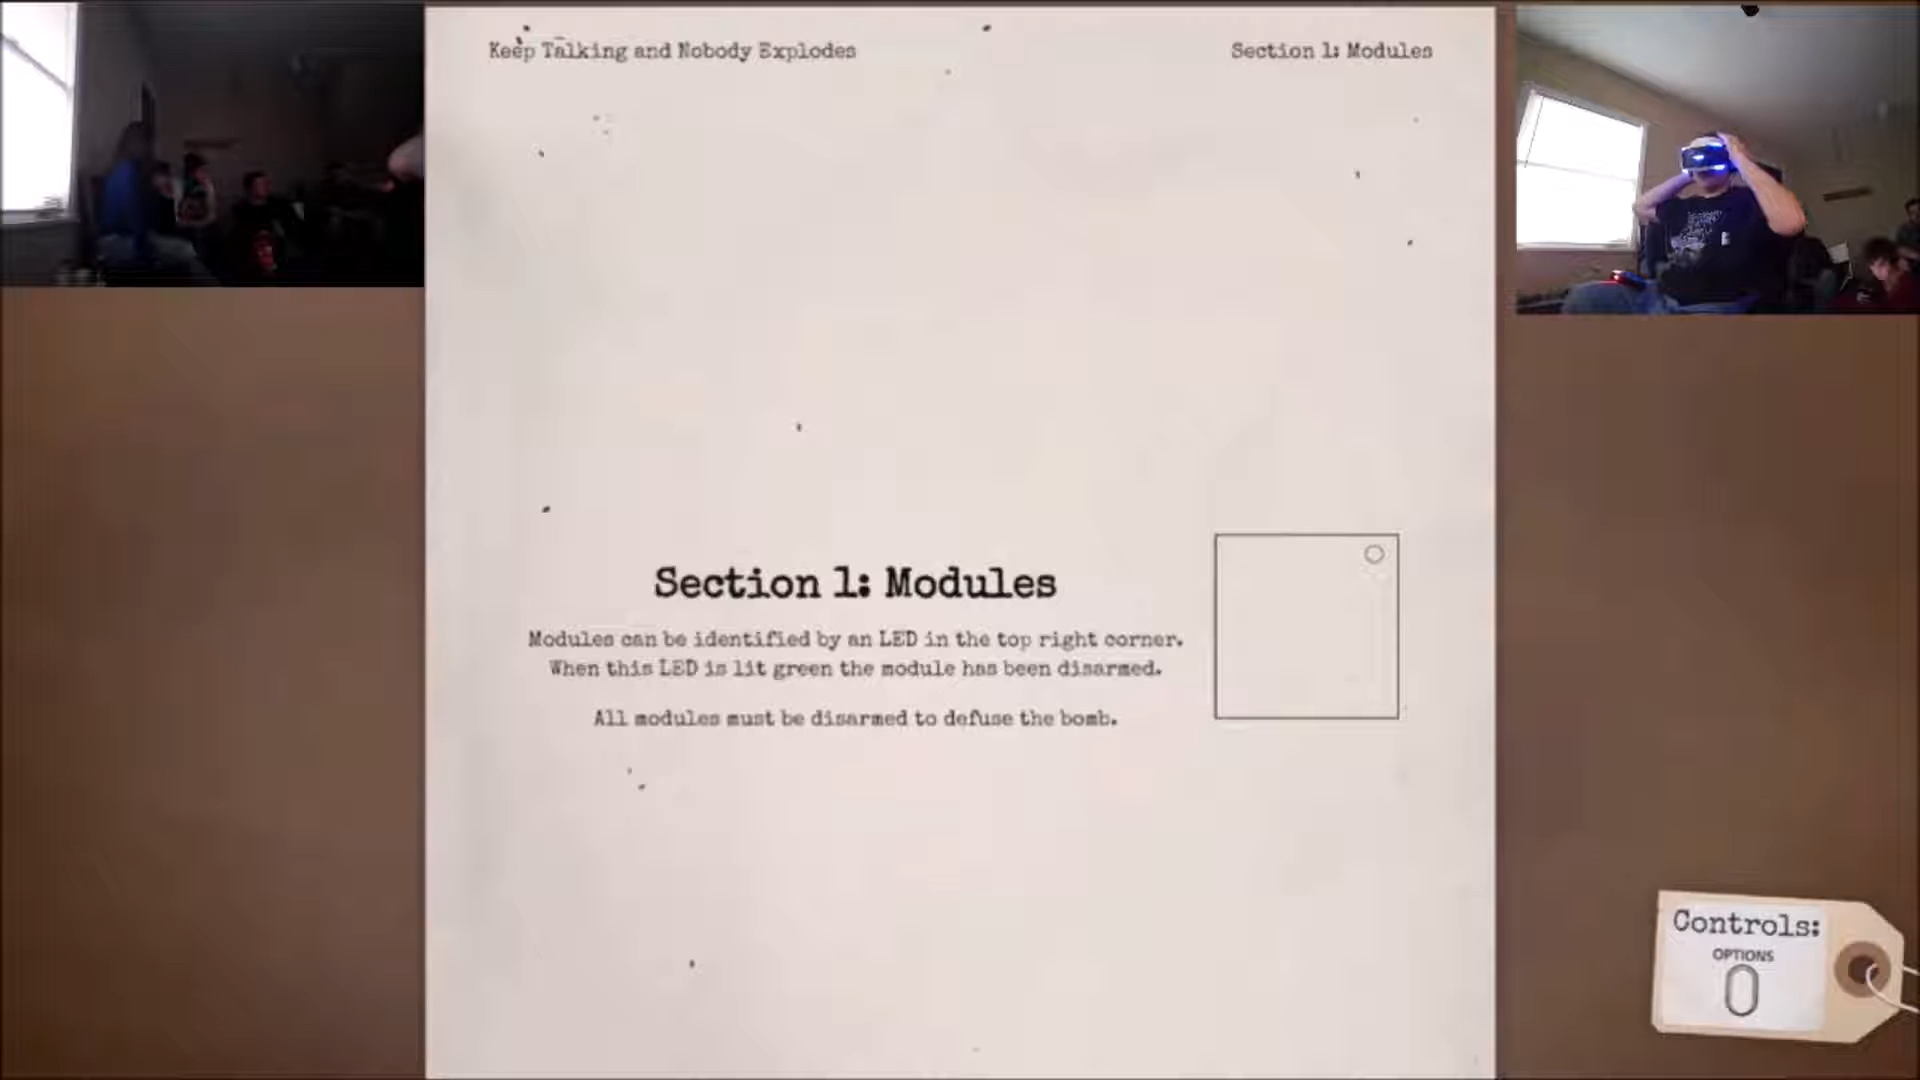 Keep Talking and Nobody Explodes
Section 1: Modules
Section 1: Modules
Modules can be identified by an LED in the top right corner.
When this LED is lit green the module has been disarmed.
All modules must be disarmed to defuse the bomb.
Controls:
OPTIONS